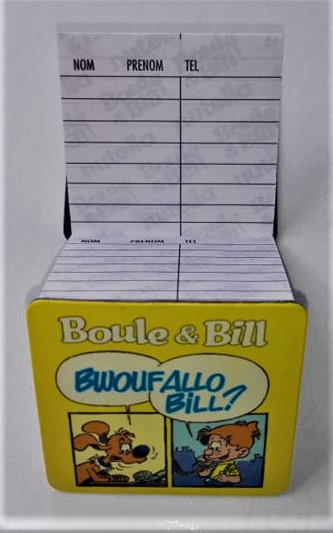 NOM PRENOM TEL
NOM PRENOM TEL
Boule & Bill
BWOUFALLO
BiLL?